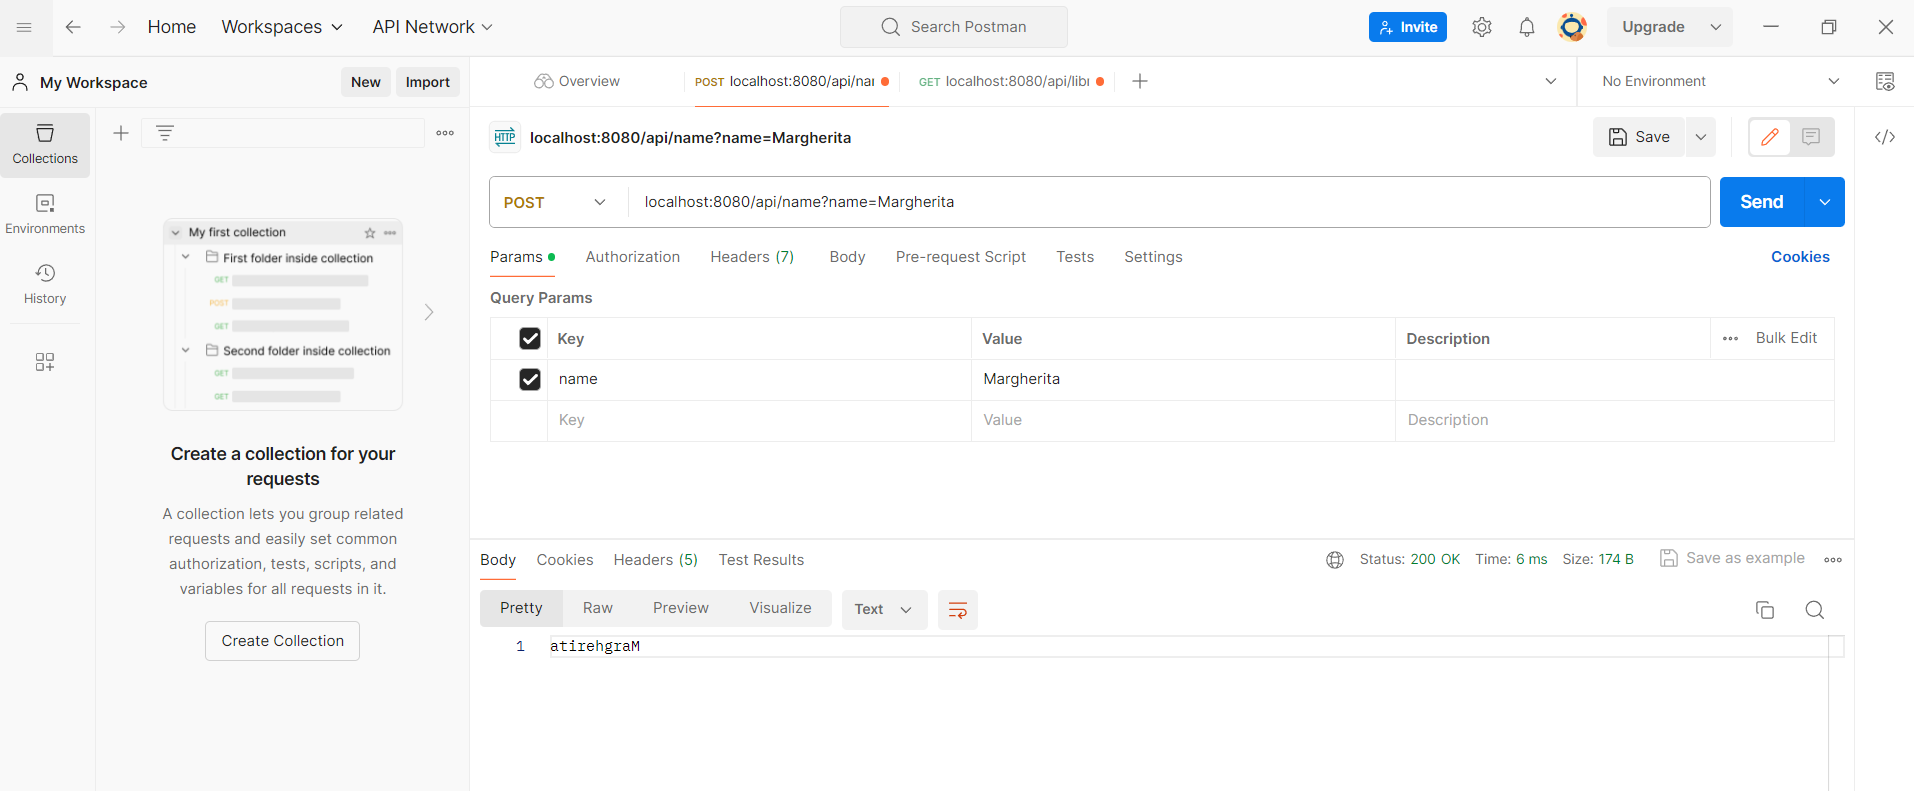 Home Workspaces API Network Search Postman Invite Upgrade
My Workspace New Import
Overview POST localhost:8080/api/nar GET localhost:8080/api/libr No Environment
Collections
Environments
History
My first collection
First folder inside collection
GET
POST
GET
Second folder inside collection
GET
GET
Create a collection for your
requests
A collection lets you group related
requests and easily set common
authorization, tests, scripts, and
variables for all requests in it.
Create Collection
HTTP localhost:8080/api/name?name=Margherita Save
POST localhost:8080/api/name?name=Margherita Send
Params Authorization Headers (7) Body Pre-request Script Tests Settings Cookies
Query Params
Key Value Description Bulk Edit
name Margherita
Key Value Description
Body Cookies Headers (5) Test Results Status: 200 OK Time: 6 ms Size: 174 B Save as example
Pretty Raw Preview Visualize Text
1 atirehgraM